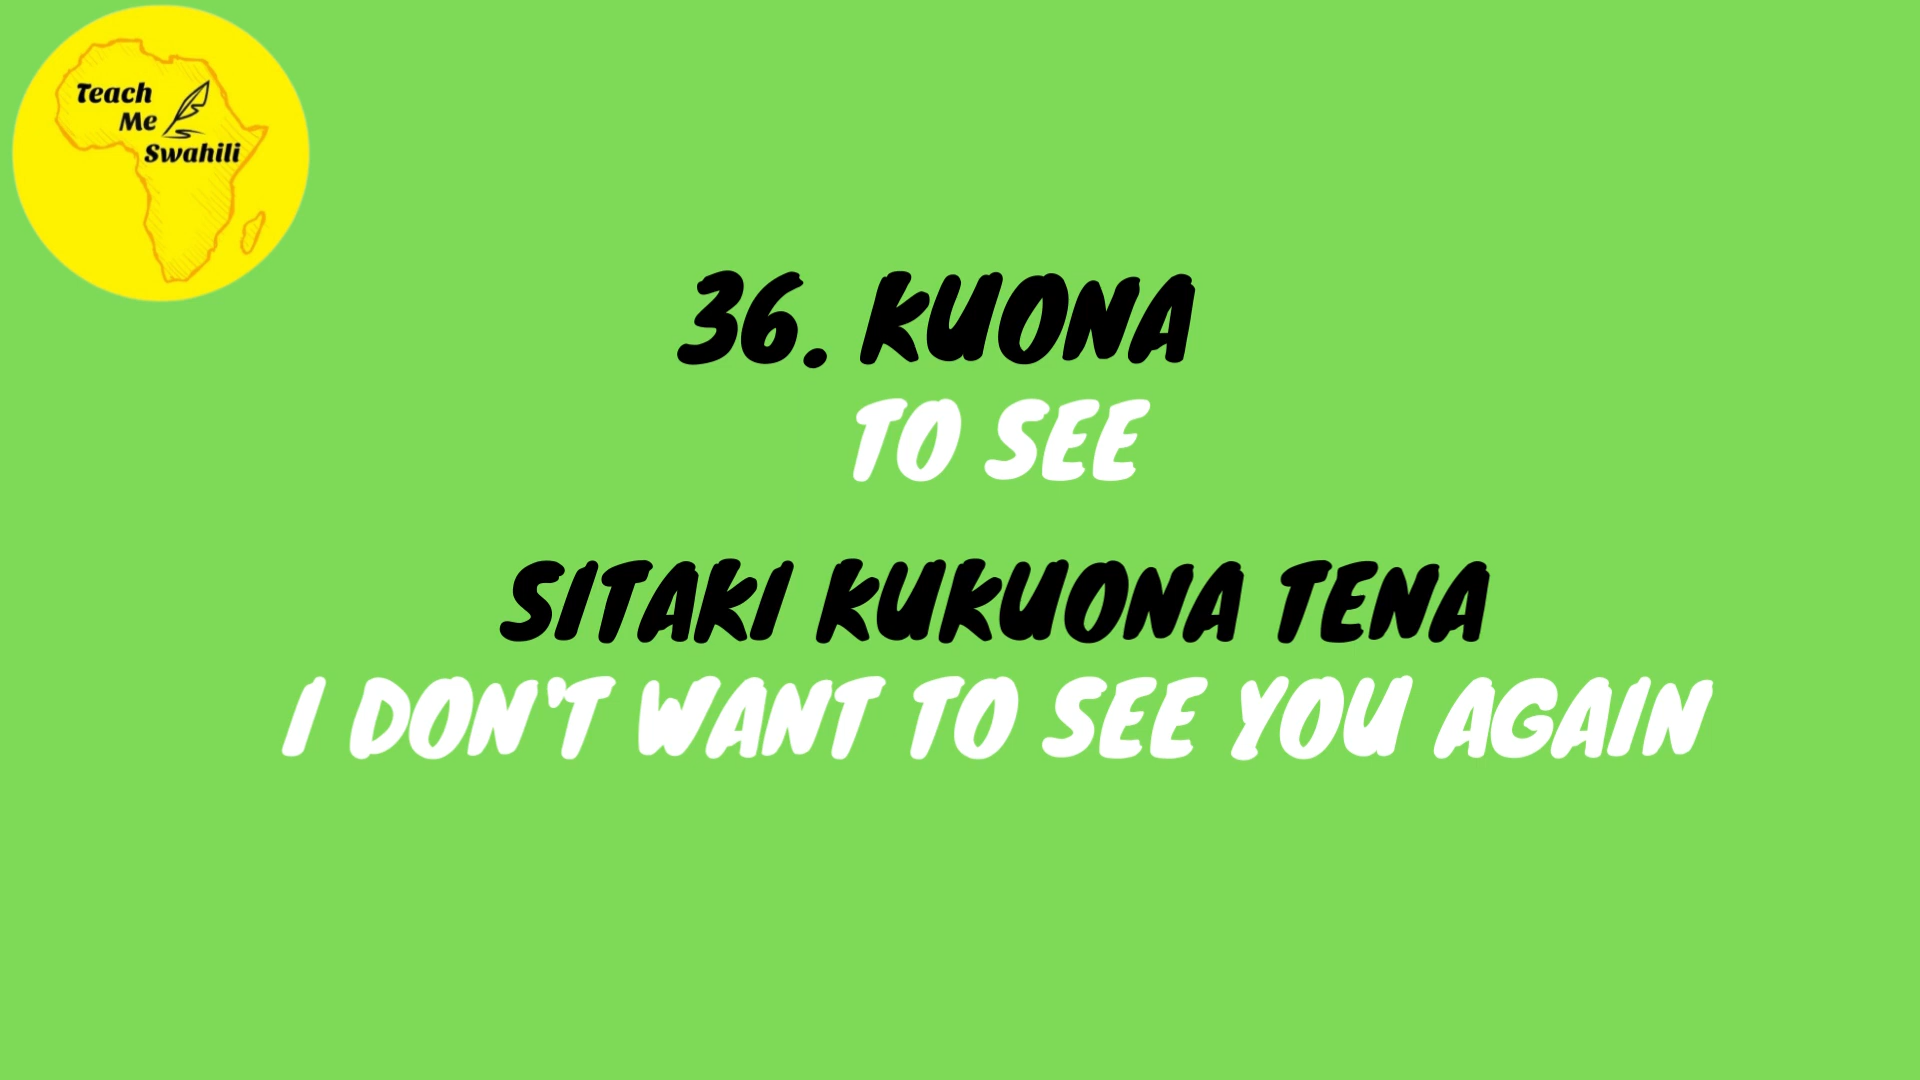 Teach
Me
Swahili
36. KUONA
TO SEE
SITAKI KUKUONA TENA
I DON'T WANT TO SEE YOU AGAIN